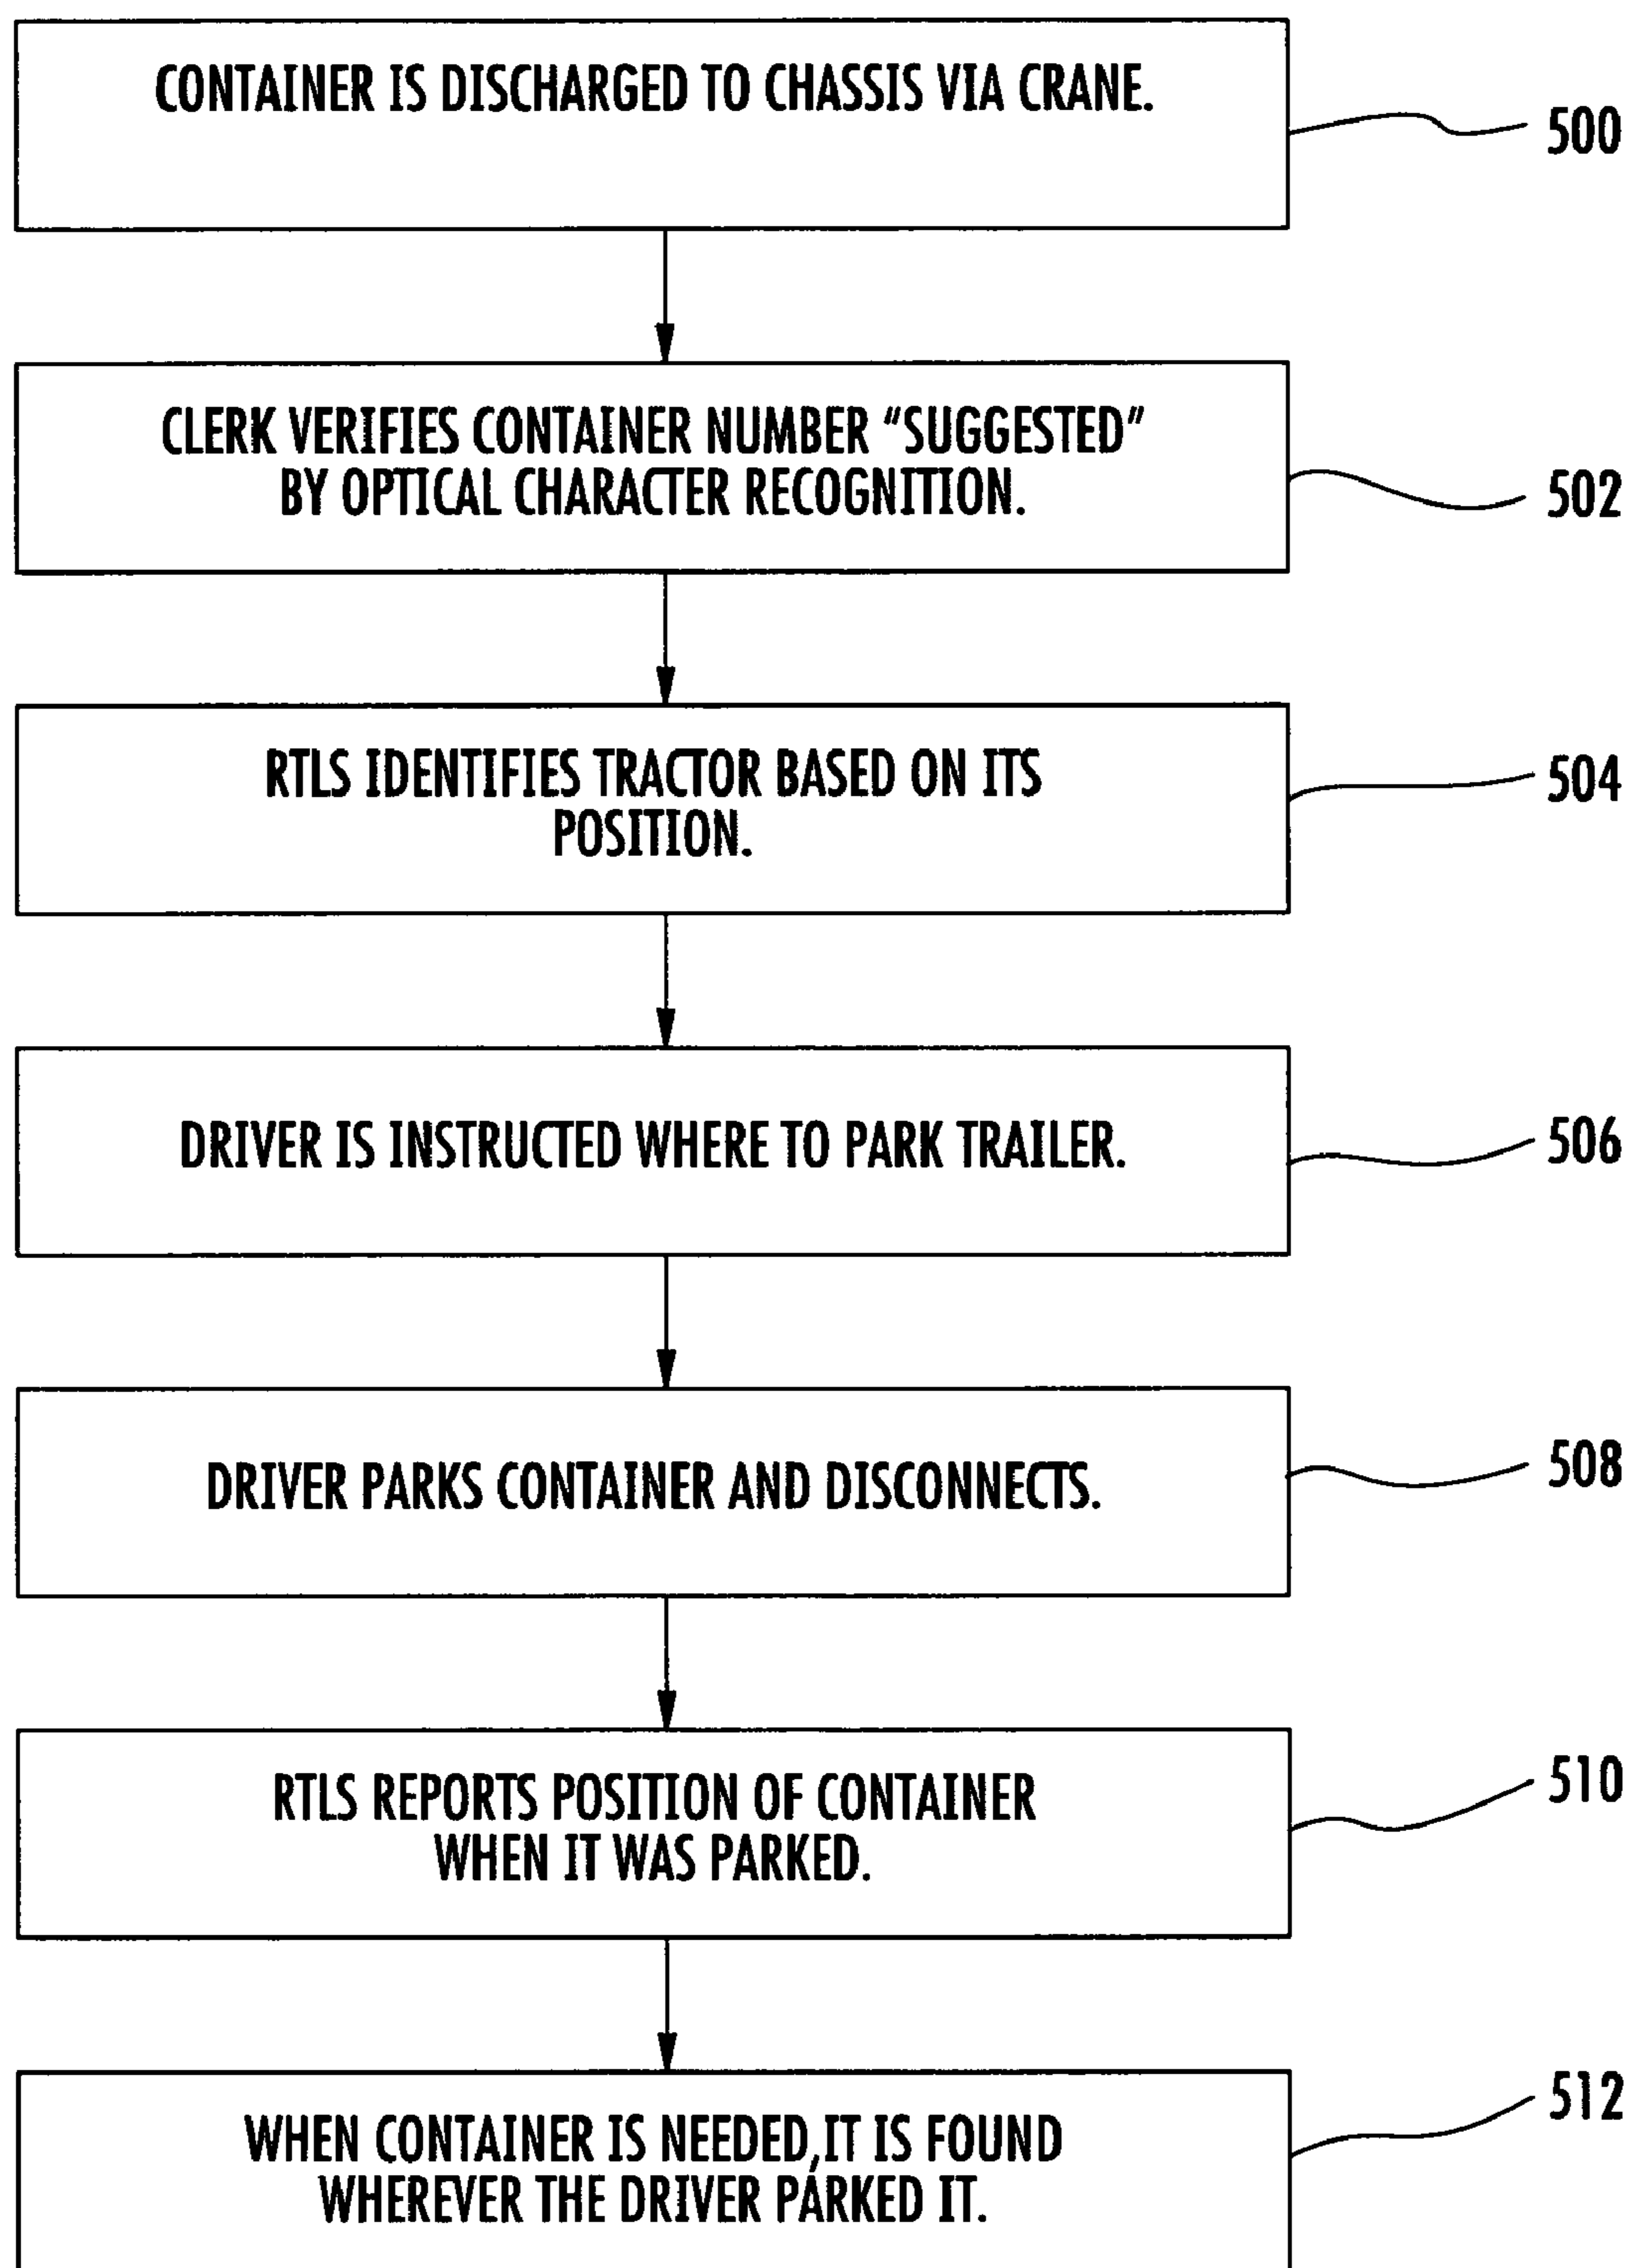 CONTAINER IS DISCHARGED TO CHASSIS VIA CRANE.
500
CLERK VERIFIES CONTAINER NUMBER “SUGGESTED”
BY OPTICAL CHARACTER RECOGNITION.
502
RTLS IDENTIFIES TRACTOR BASED ON ITS
POSITION.
504
DRIVER IS INSTRUCTED WHERE TO PARK TRAILER.
506
DRIVER PARKS CONTAINER AND DISCONNECTS.
508
RTLS REPORTS POSITION OF CONTAINER
WHEN IT WAS PARKED.
510
WHEN CONTAINER IS NEEDED,IT IS FOUND
WHEREVER THE DRIVER PARKED IT.
512